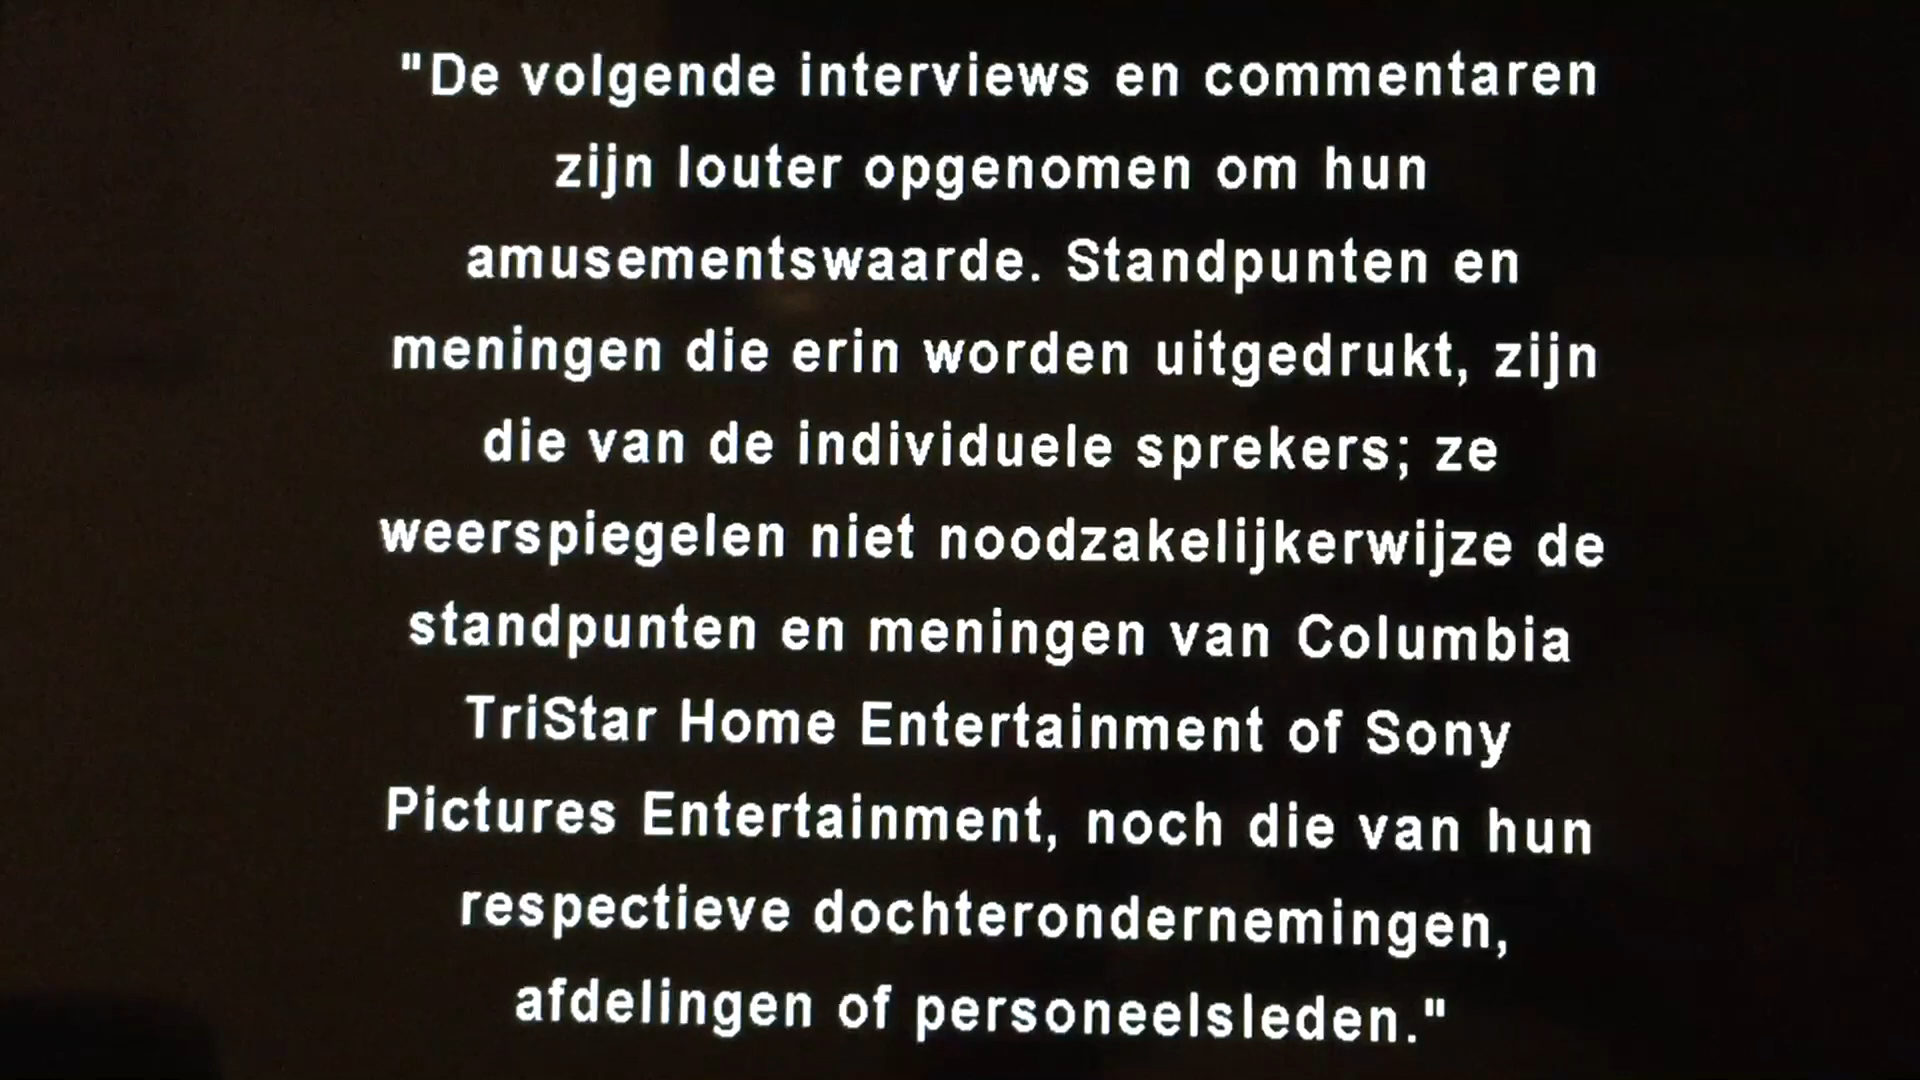 "De volgende interviews en commentaren
zijn louter opgenomen om hun
amusementswaarde. Standpunten en
meningen die erin worden uitgedrukt, zijn
die van de individuele sprekers; ze
weerspiegelen niet noodzakelijkerwijze de
standpunten en meningen van Columbia
TriStar Home Entertainment of Sony
Pictures Entertainment, noch die van hun
respectieve dochterondernemingen,
afdelingen of personeelsleden."